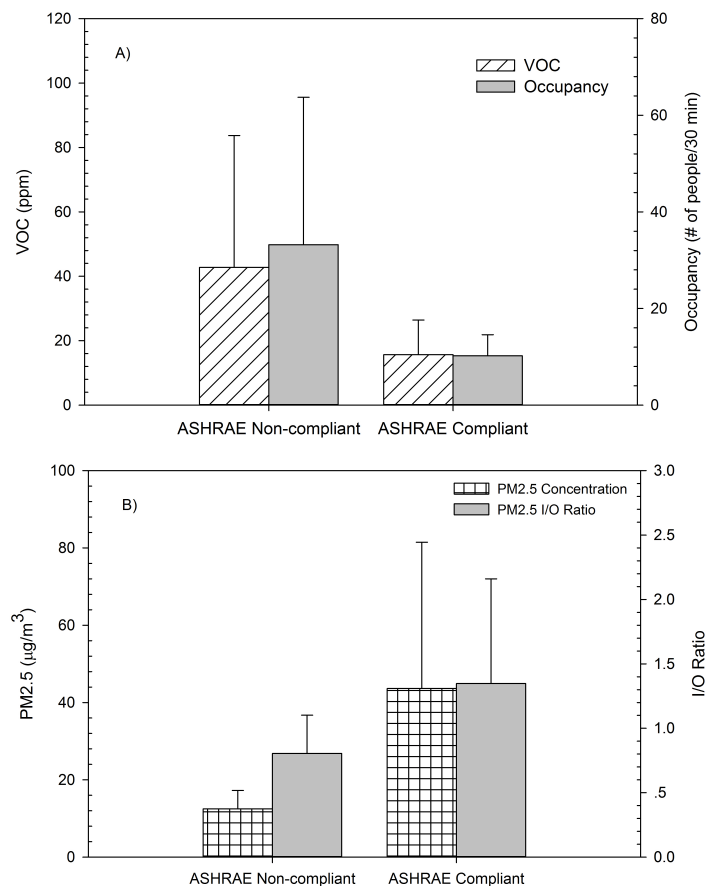 120
100
80
60
40
20
0
VOC (ppm)
A)
VOC
Occupancy
80
60
40
20
0
Occupancy (# of people/30 min)
ASHRAE Non-compliant
ASHRAE Compliant
100
80
60
40
20
0
PM2.5 (μg/m³)
B)
PM2.5 Concentration
PM2.5 I/O Ratio
3.0
2.5
2.0
1.5
1.0
.5
0.0
I/O Ratio
ASHRAE Non-compliant
ASHRAE Compliant